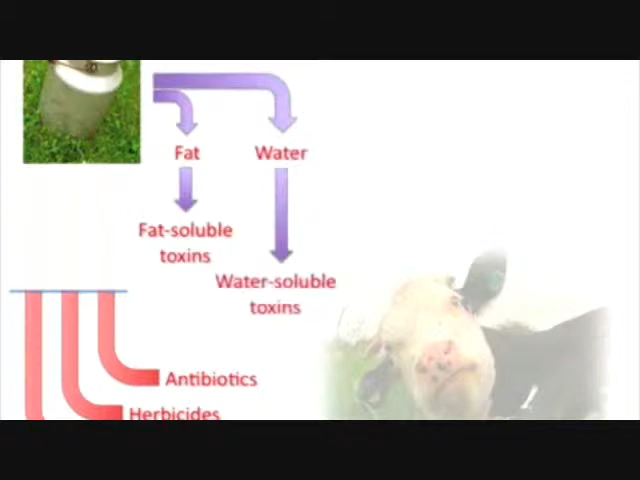 Fat
Water
Fat-soluble
toxins
Water-soluble
toxins
Antibiotics
Herbicides